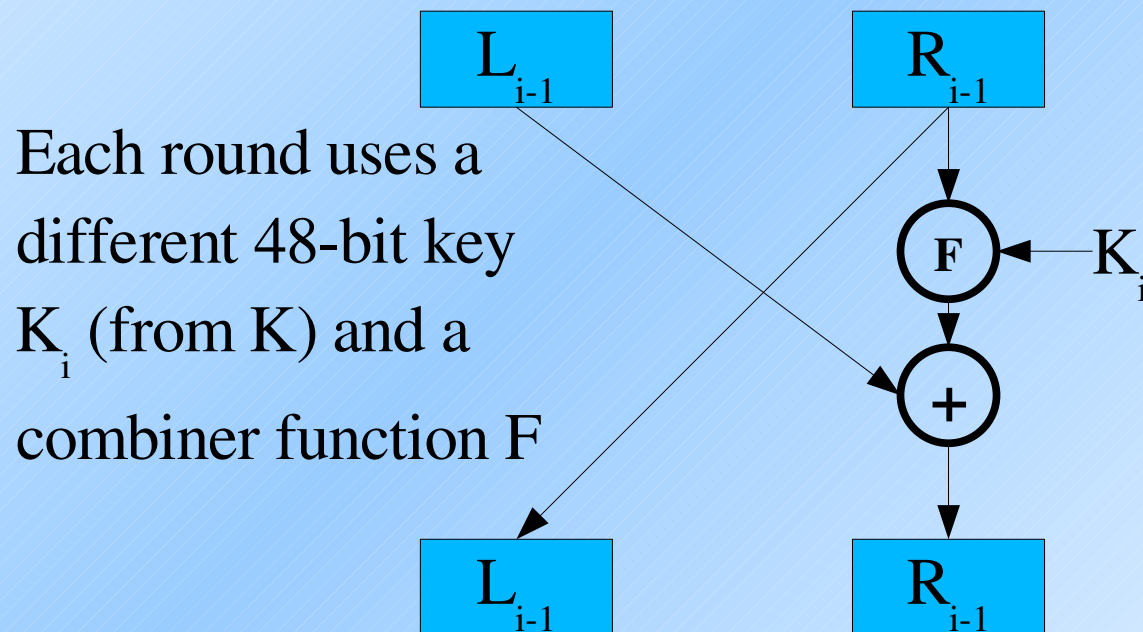 L i-1 R i-1
Each round uses a
different 48-bit key
K i (from K) and a
combiner function F
F K i
+
L i-1 R i-1